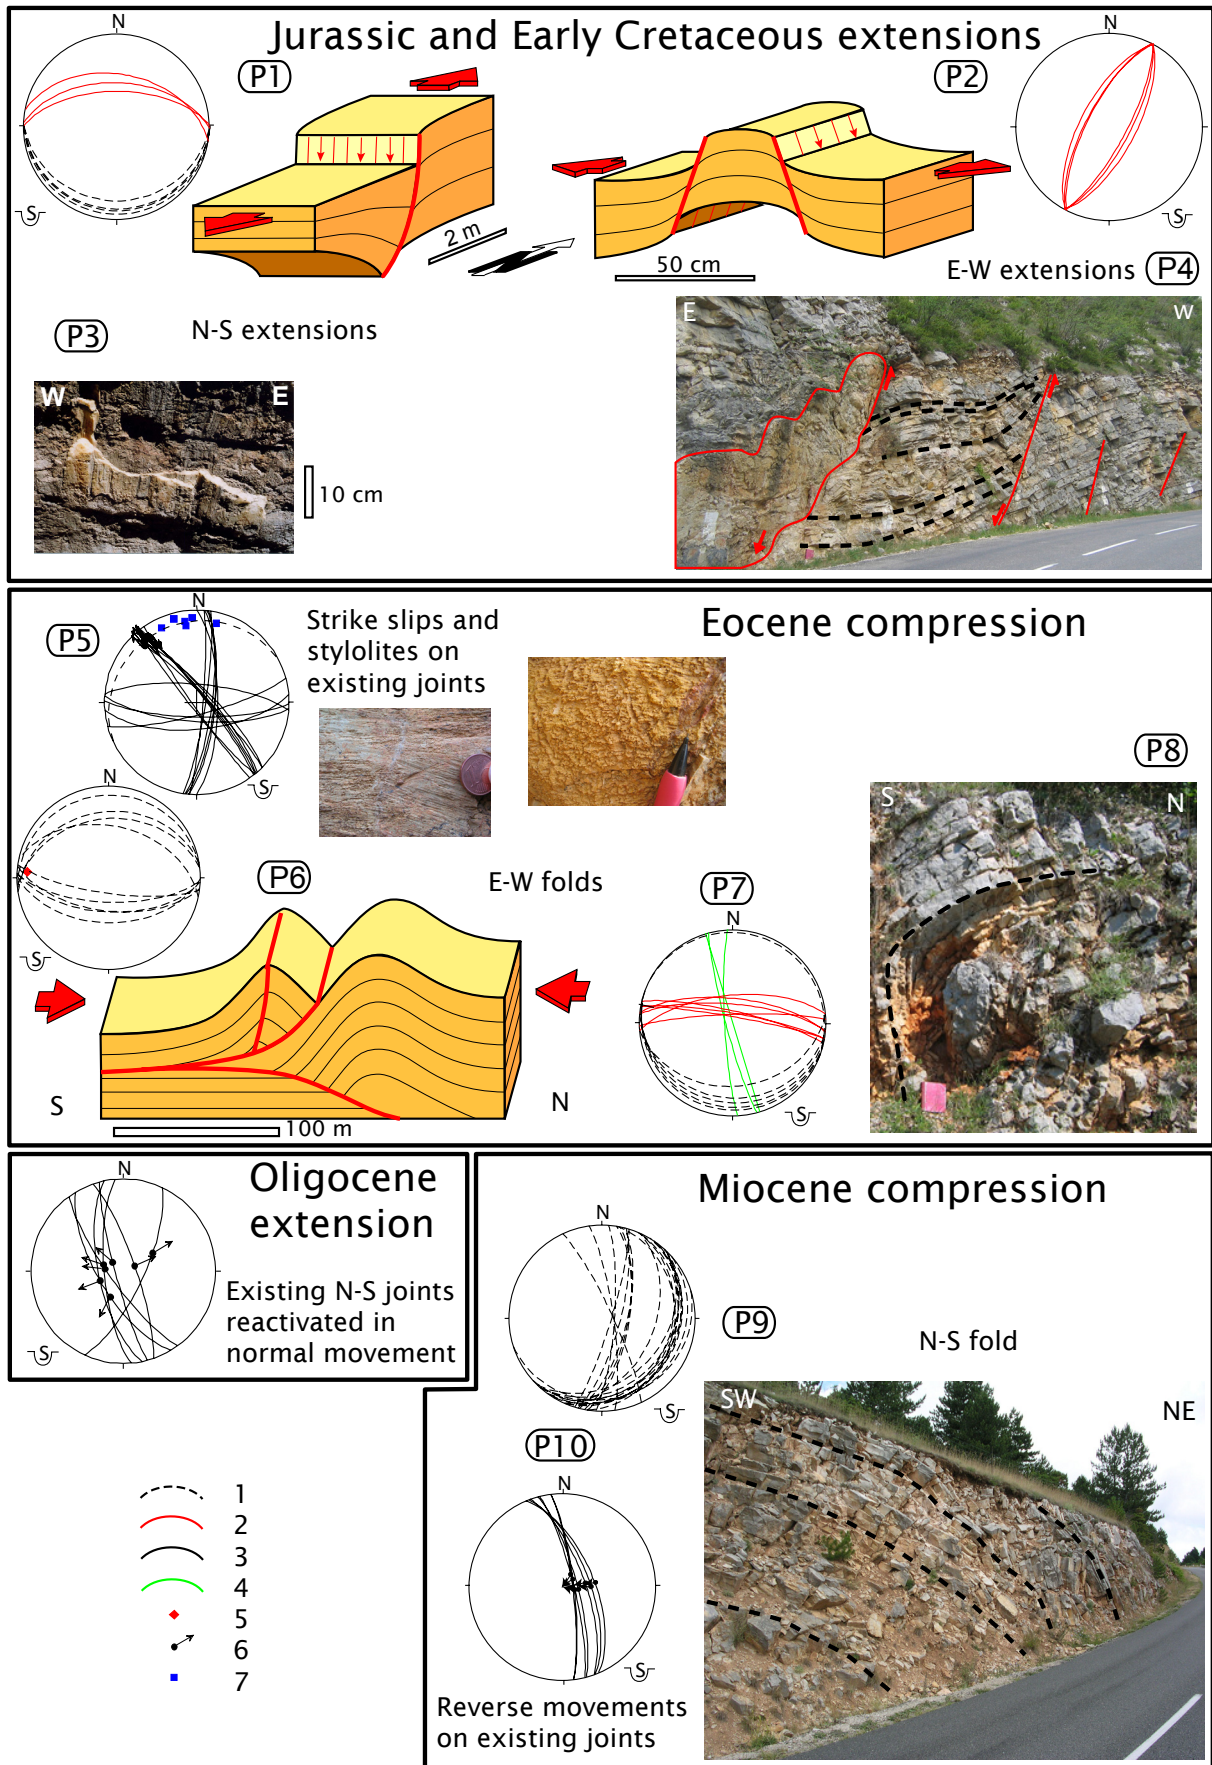 Jurassic and Early Cretaceous extensions
N
P1
P2
N
S
2 m
50 cm
S
E-W extensions
P4
P3
N-S extensions
E
W
W
E
10 cm
Eocene compression
N
P5
Strike slips and
stylolites on
existing joints
S
P8
N
S
N
P6
E-W folds
P7
N
S
S
N
100 m
S
Oligocene
extension
N
Existing N-S joints
reactivated in
normal movement
S
Miocene compression
N
P9
N-S fold
S
SW
NE
P10
N
S
Reverse movements
on existing joints
1
2
3
4
5
6
7